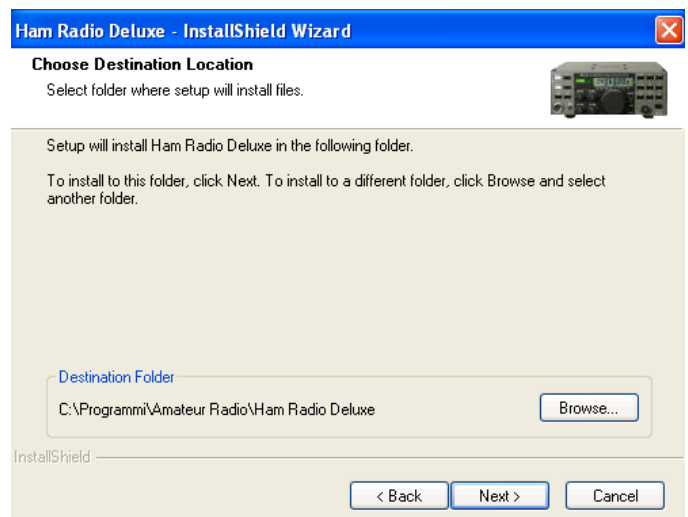 Ham Radio Deluxe - InstallShield Wizard
Choose Destination Location
Select folder where setup will install files.
Setup will install Ham Radio Deluxe in the following folder.
To install to this folder, click Next. To install to a different folder, click Browse and select
another folder.
Destination Folder
C:\Programmi\Amateur Radio\Ham Radio Deluxe
Browse...
InstallShield
< Back
Next >
Cancel